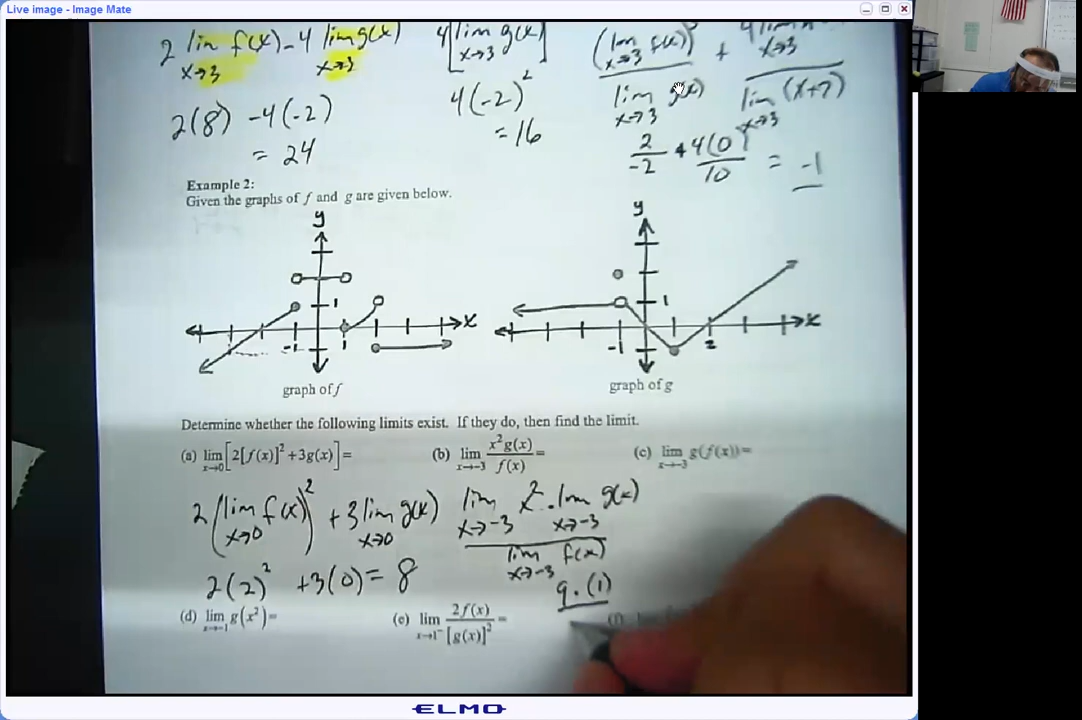 Live image - Image Mate
2 lim f(x) - 4 lim g(x)
x→3 x→3
2(8) -4(-2)
= 24
4[lim g(x)]
x→3
4(-2)²
= 16
(lim f(x)) +
x→3 x→3
lim g(x) lim (x+7)
x→3 x→3
2/-2 + 4(0)/10 = -1
Example 2:
Given the graphs of f and g are given below.
y
1
x
-1 1
graph of f
y
1
x
-1 2
graph of g
Determine whether the following limits exist. If they do, then find the limit.
(a) lim x→0 [2[f(x)]² +3g(x)]=
(b) lim x→-3 x²g(x)/f(x) =
(c) lim x→-3 g(f(x))=
2(lim f(x))² + 3 lim g(x)
x→0 x→0
2(2)² +3(0) = 8
lim x² · lim g(x)
x→-3 x→-3
lim f(x)
x→-3
9·(1)
(d) lim x→-1 g(x²)=
(e) lim x→1⁻ 2f(x)/[g(x)]² =
(f)
ELMO